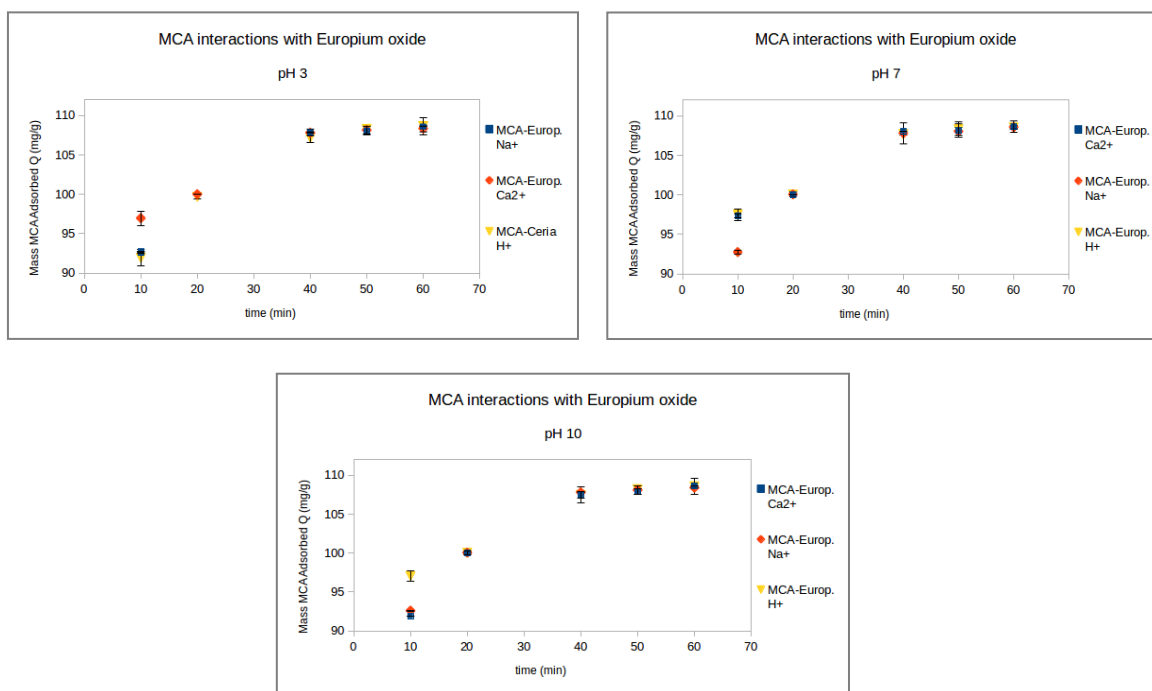 MCA interactions with Europium oxide
pH 3
Mass MCA Adsorbed Q (mg/g)
110
105
100
95
90
0 10 20 30 40 50 60 70
time (min)
MCA-Europ.
Na+
MCA-Europ.
Ca2+
MCA-Ceria
H+
MCA interactions with Europium oxide
pH 7
Mass MCA Adsorbed Q (mg/g)
110
105
100
95
90
0 10 20 30 40 50 60 70
time (min)
MCA-Europ.
Ca2+
MCA-Europ.
Na+
MCA-Europ.
H+
MCA interactions with Europium oxide
pH 10
Mass MCA Adsorbed Q (mg/g)
110
105
100
95
90
0 10 20 30 40 50 60 70
time (min)
MCA-Europ.
Ca2+
MCA-Europ.
Na+
MCA-Europ.
H+